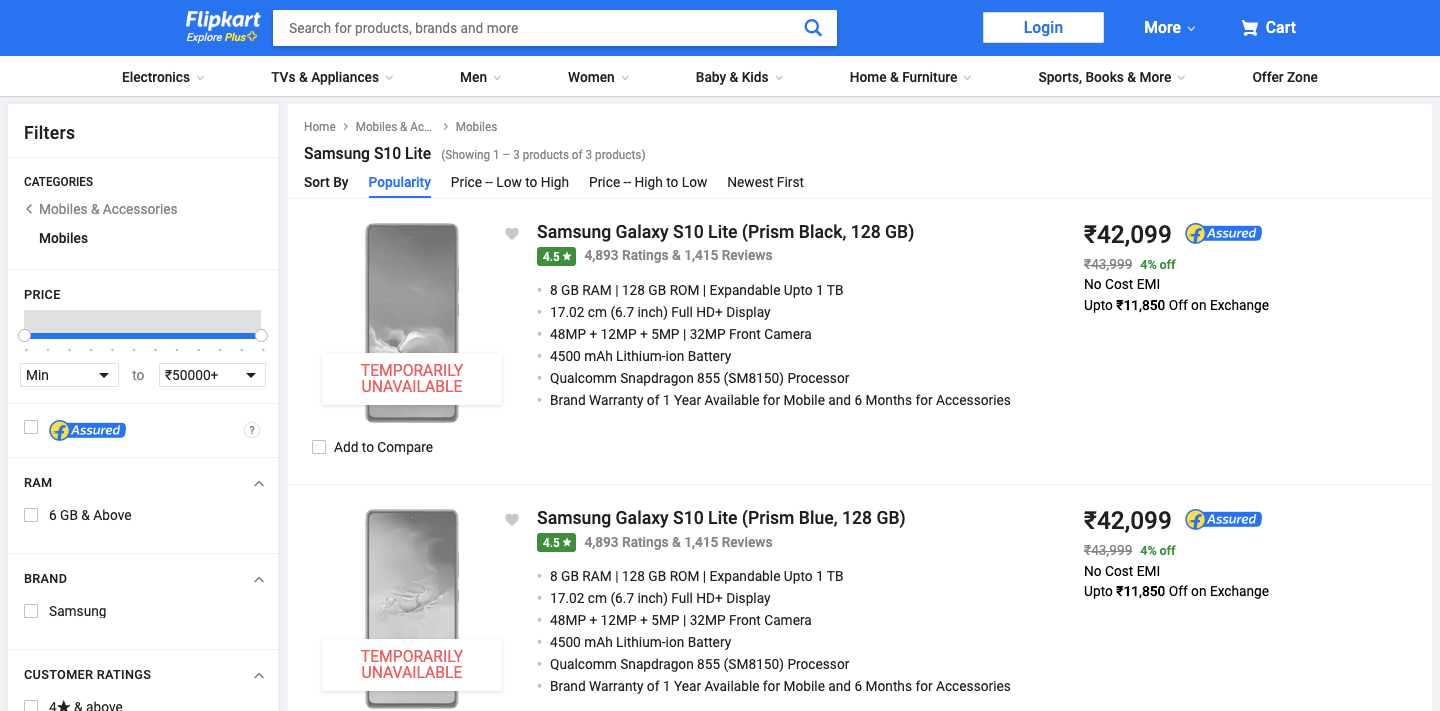 Flipkart
Explore Plus
Search for products, brands and more
Login
More
Cart
Electronics
TVs & Appliances
Men
Women
Baby & Kids
Home & Furniture
Sports, Books & More
Offer Zone
Filters
CATEGORIES
Mobiles & Accessories
Mobiles
PRICE
Min
to
₹50000+
Assured
?
RAM
6 GB & Above
BRAND
Samsung
CUSTOMER RATINGS
4★ & above
Home
Mobiles & Ac...
Mobiles
Samsung S10 Lite (Showing 1 – 3 products of 3 products)
Sort By
Popularity
Price -- Low to High
Price -- High to Low
Newest First
TEMPORARILY
UNAVAILABLE
Add to Compare
Samsung Galaxy S10 Lite (Prism Black, 128 GB)
4.5★ 4,893 Ratings & 1,415 Reviews
8 GB RAM | 128 GB ROM | Expandable Upto 1 TB
17.02 cm (6.7 inch) Full HD+ Display
48MP + 12MP + 5MP | 32MP Front Camera
4500 mAh Lithium-ion Battery
Qualcomm Snapdragon 855 (SM8150) Processor
Brand Warranty of 1 Year Available for Mobile and 6 Months for Accessories
₹42,099
Assured
₹43,999 4% off
No Cost EMI
Upto ₹11,850 Off on Exchange
TEMPORARILY
UNAVAILABLE
Samsung Galaxy S10 Lite (Prism Blue, 128 GB)
4.5★ 4,893 Ratings & 1,415 Reviews
8 GB RAM | 128 GB ROM | Expandable Upto 1 TB
17.02 cm (6.7 inch) Full HD+ Display
48MP + 12MP + 5MP | 32MP Front Camera
4500 mAh Lithium-ion Battery
Qualcomm Snapdragon 855 (SM8150) Processor
Brand Warranty of 1 Year Available for Mobile and 6 Months for Accessories
₹42,099
Assured
₹43,999 4% off
No Cost EMI
Upto ₹11,850 Off on Exchange